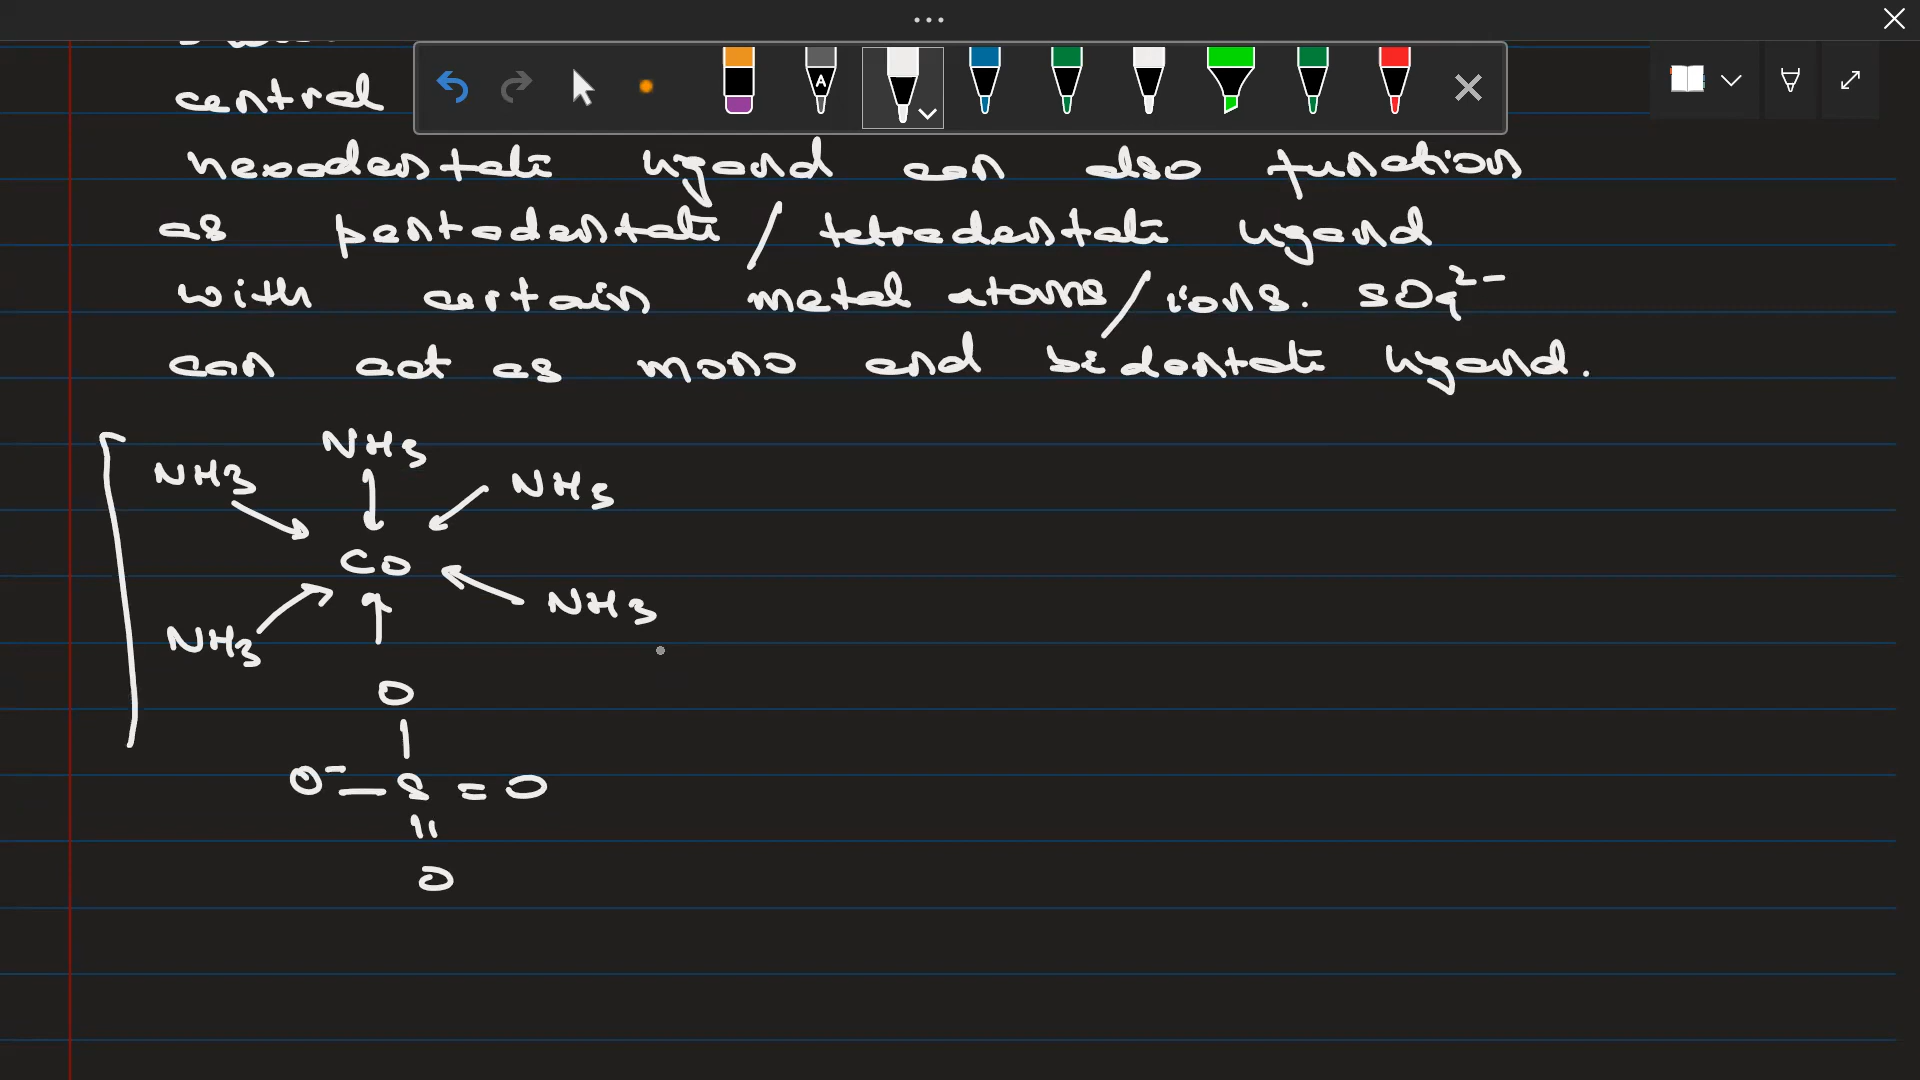 central
hexadentate ligand can also function
as pentadentate / tetradentate ligand
with certain metal atoms / ions. SO4 2-
can act as mono and bidentate ligand.
NH3
NH3
NH3
Co
NH3
NH3
O
O- — S = O
O